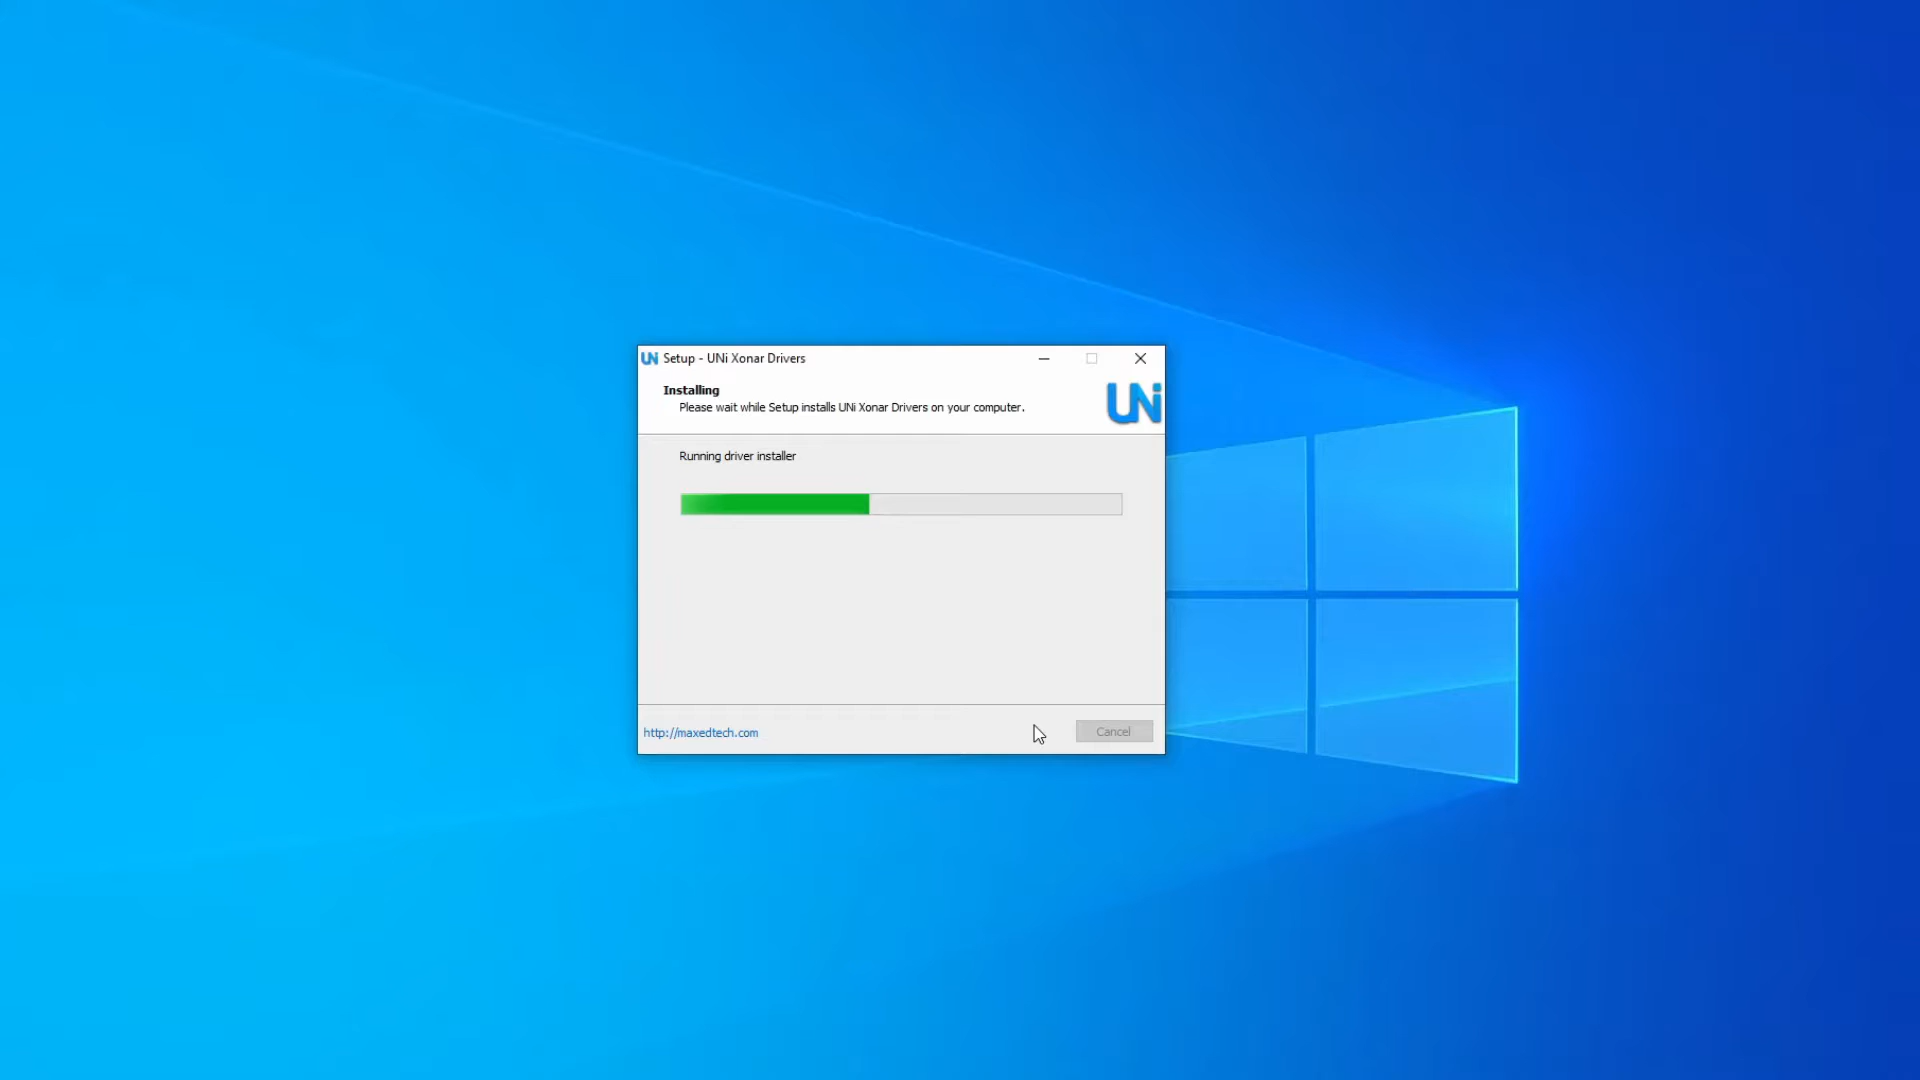 UNi Setup - UNi Xonar Drivers
Installing
Please wait while Setup installs UNi Xonar Drivers on your computer.
UNi
Running driver installer
http://maxedtech.com
Cancel